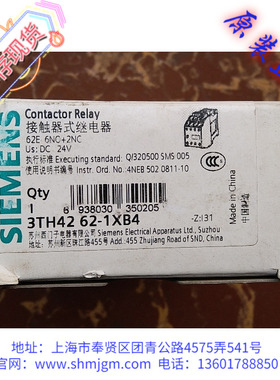 存现货
原装
SIEMENS
Contactor Relay
接触器式继电器
62E 6NO+2NC
Us: DC 24V
执行标准 Executing standard: Q/320500 SMS 005
使用说明编号 Instr. Ord. No.: 4NEB 502 0811-10
Qty
1
6 938030 350205
-Z:I31
3TH42 62-1XB4
Made in China
中国制造
苏州西门子电器有限公司 Siemens Electrical Apparatus Ltd., Suzhou
地址: 苏州新区珠江路455号 Add: 455 Zhujiang Road of SND,
地址:上海市奉贤区团青公路4575弄541号
官网:www.shmjgm.com 电话:13601788850